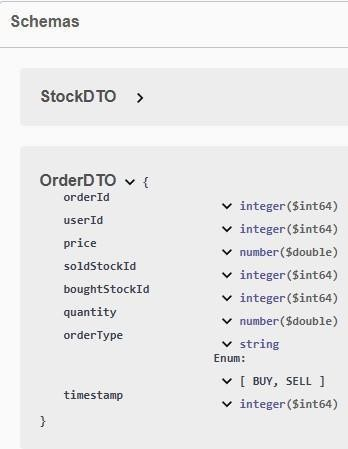 Schemas
StockDTO
OrderDTO {
orderId integer($int64)
userId integer($int64)
price number($double)
soldStockId integer($int64)
boughtStockId integer($int64)
quantity number($double)
orderType string
Enum:
[ BUY, SELL ]
timestamp integer($int64)
}